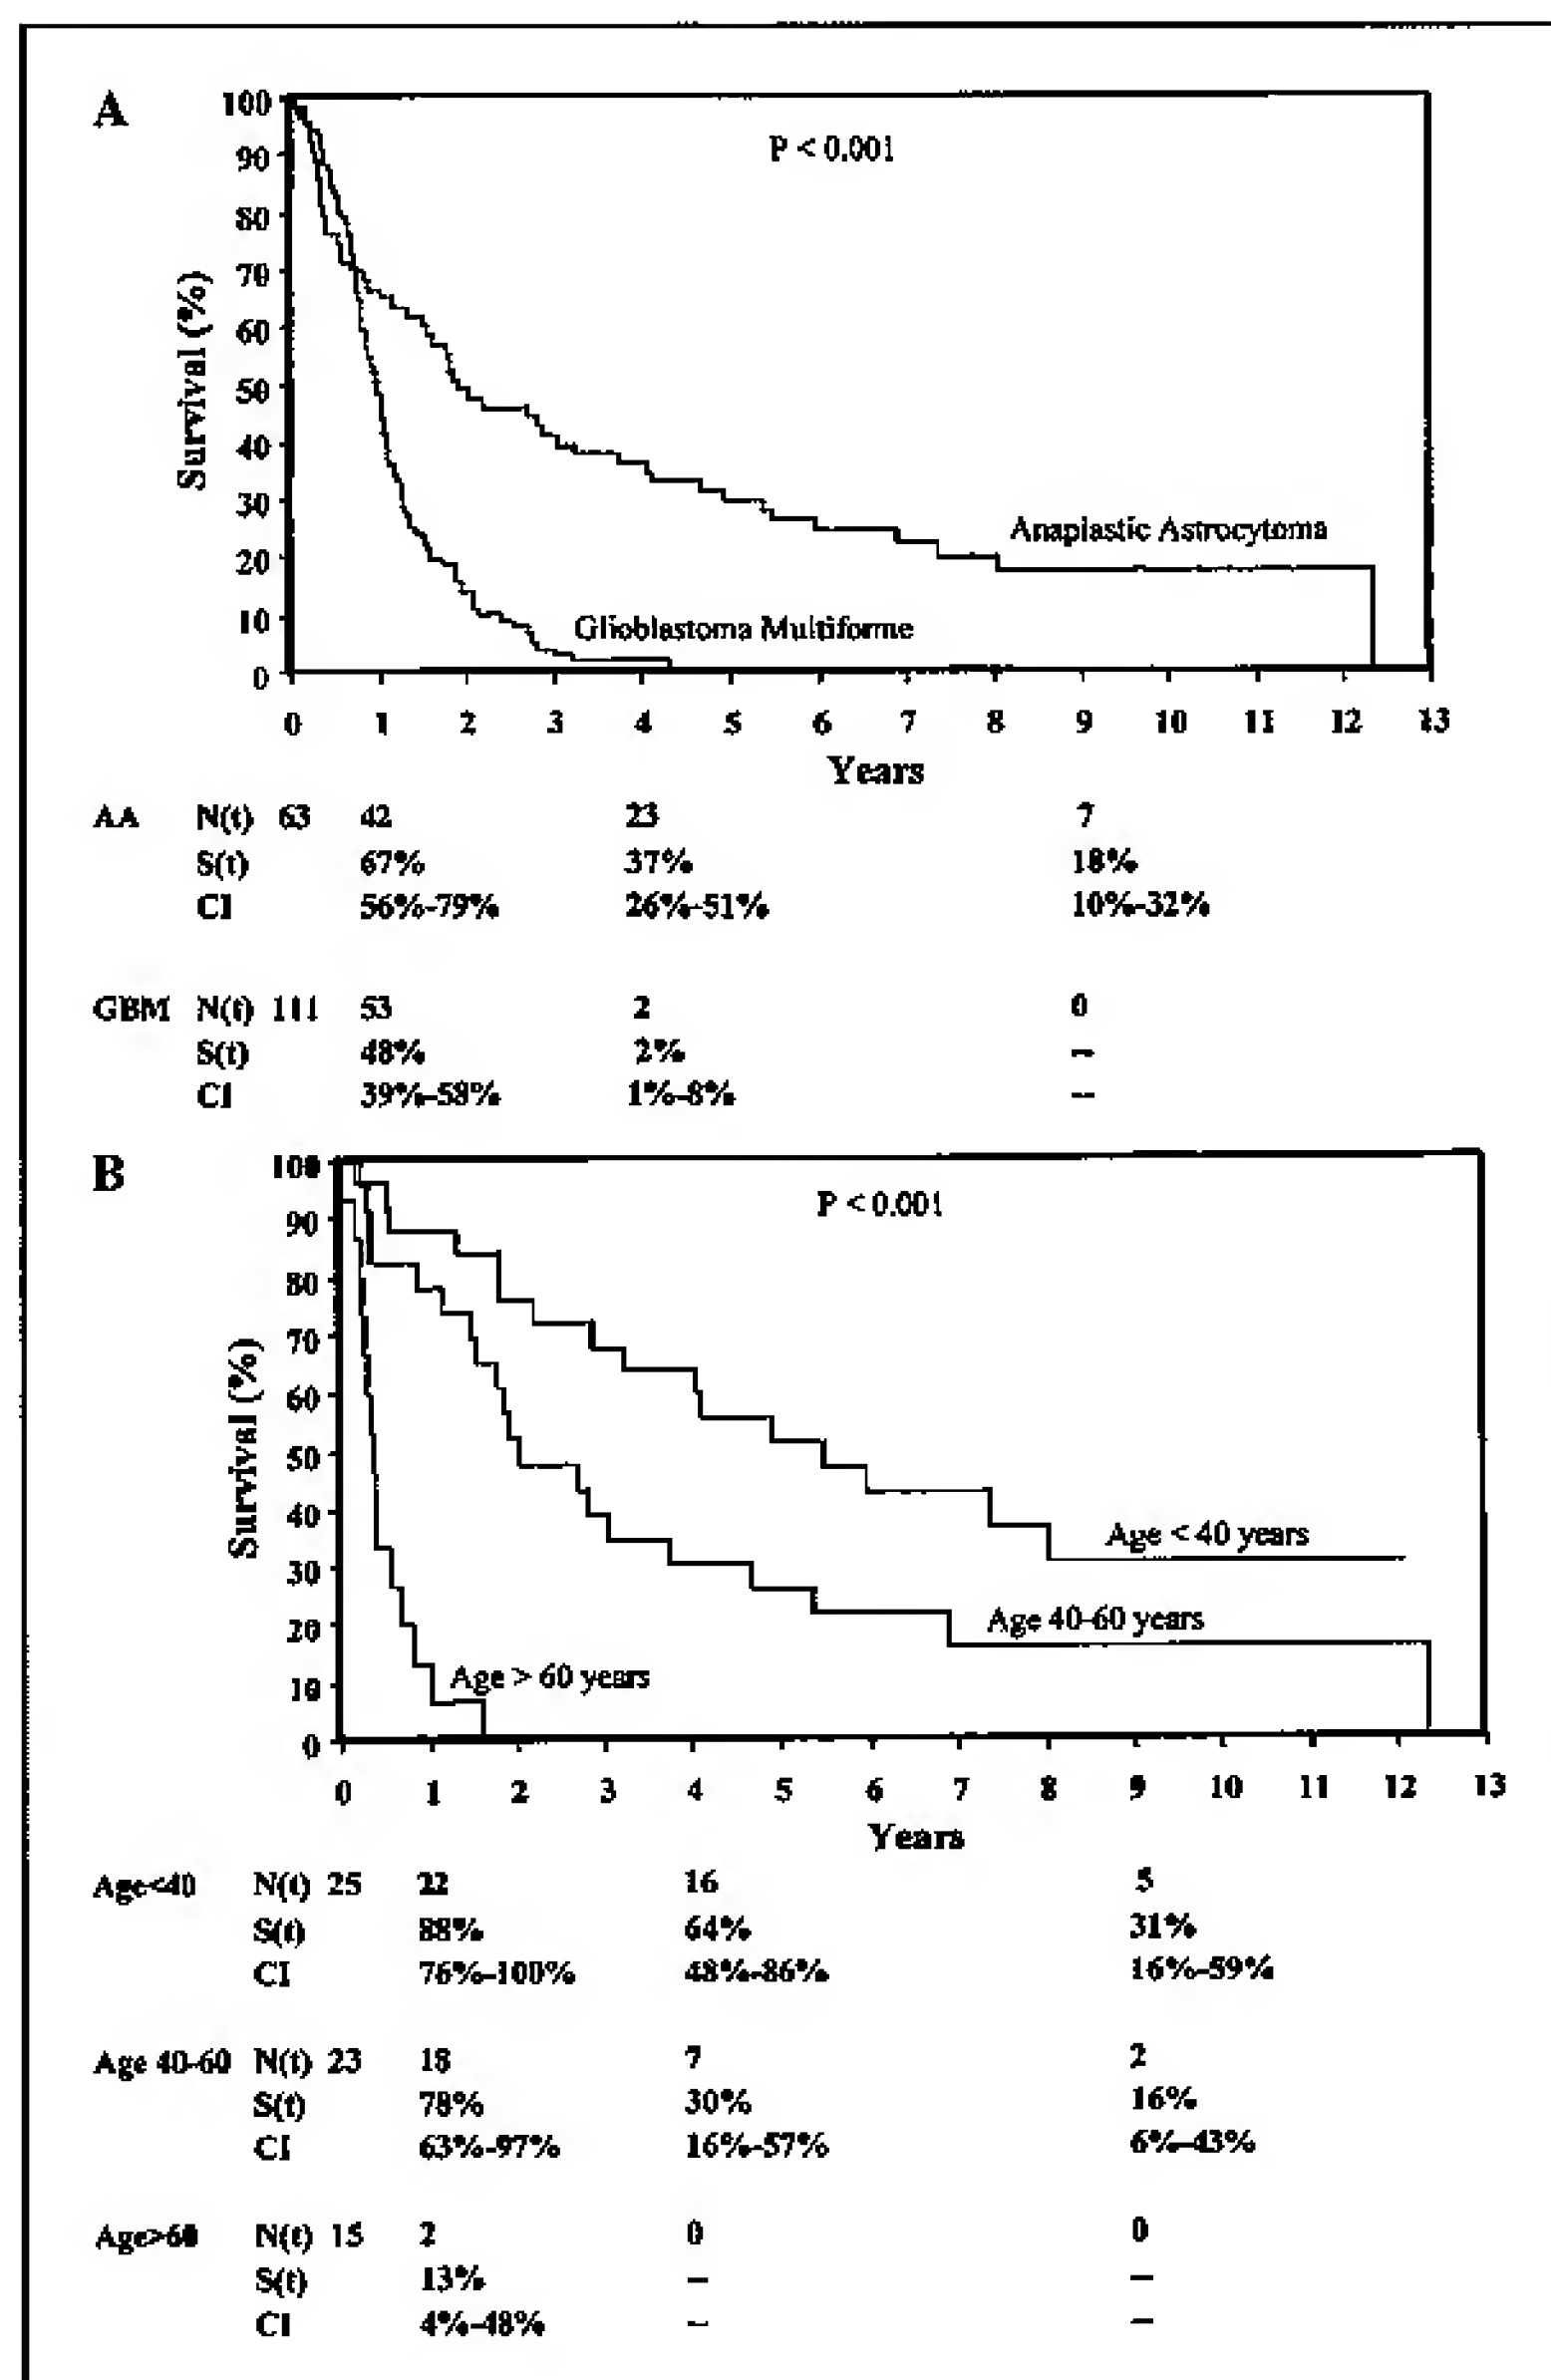 A
P < 0.001
100
90
80
70
60
50
40
30
20
10
0
Survival (%)
Anaplastic Astrocytoma
Glioblastoma Multiforme
0 1 2 3 4 5 6 7 8 9 10 11 12 13
Years
AA N(t) 63 42 23 7
S(t) 67% 37% 18%
CI 56%-79% 26%-51% 10%-32%
GBM N(t) 111 53 2 0
S(t) 48% 2% –
CI 39%-58% 1%-8% –
B
P < 0.001
100
90
80
70
60
50
40
30
20
10
0
Survival (%)
Age < 40 years
Age 40-60 years
Age > 60 years
0 1 2 3 4 5 6 7 8 9 10 11 12 13
Years
Age<40 N(t) 25 22 16 5
S(t) 88% 64% 31%
CI 76%-100% 48%-86% 16%-59%
Age 40-60 N(t) 23 18 7 2
S(t) 78% 30% 16%
CI 63%-97% 16%-57% 6%-43%
Age>60 N(t) 15 2 0 0
S(t) 13% – –
CI 4%-48% – –